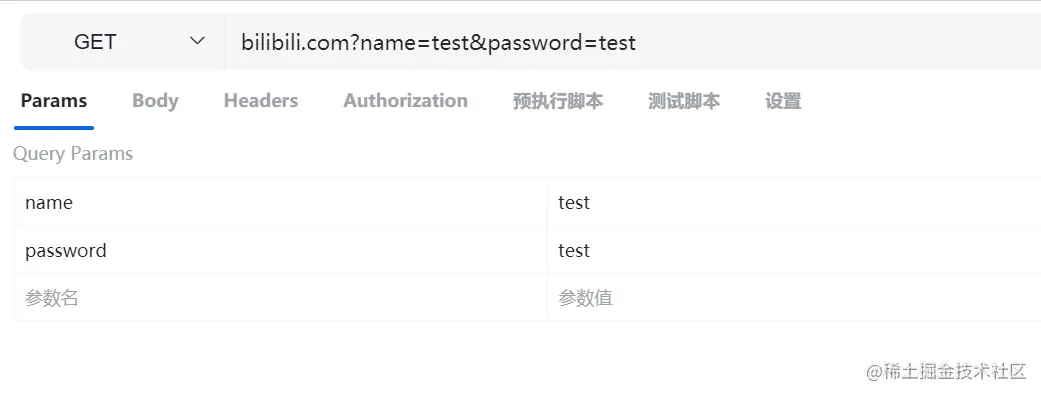 GET bilibili.com?name=test&password=test
Params Body Headers Authorization 预执行脚本 测试脚本 设置
Query Params
name test
password test
参数名 参数值
@稀土掘金技术社区